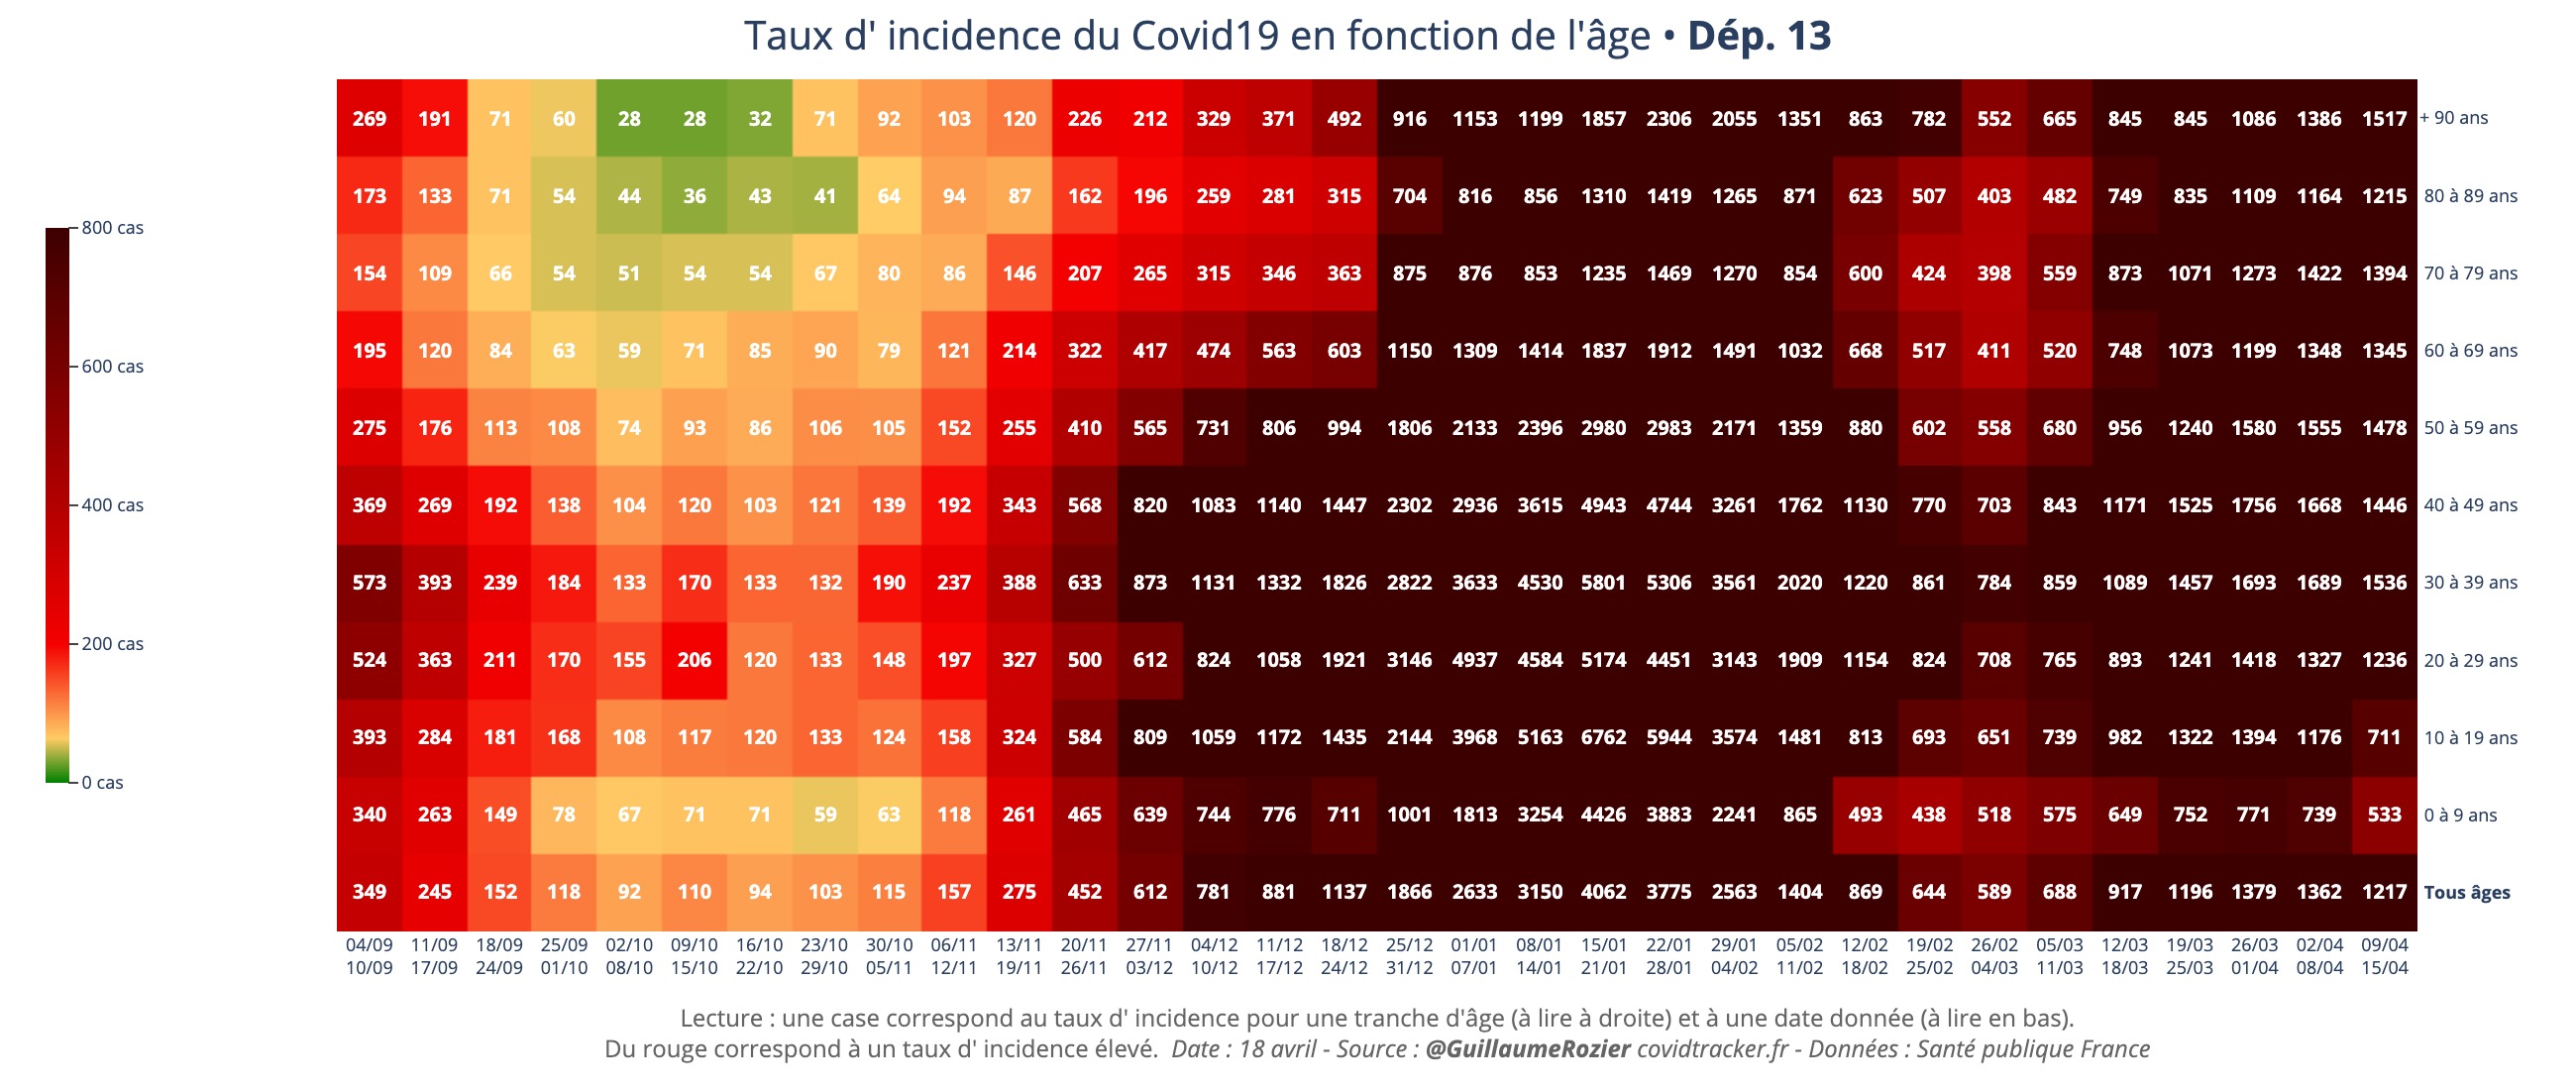 Taux d' incidence du Covid19 en fonction de l'âge • Dép. 13
269 191 71 60 28 28 32 71 92 103 120 226 212 329 371 492 916 1153 1199 1857 2306 2055 1351 863 782 552 665 845 845 1086 1386 1517 + 90 ans
173 133 71 54 44 36 43 41 64 94 87 162 196 259 281 315 704 816 856 1310 1419 1265 871 623 507 403 482 749 835 1109 1164 1215 80 à 89 ans
800 cas
154 109 66 54 51 54 54 67 80 86 146 207 265 315 346 363 875 876 853 1235 1469 1270 854 600 424 398 559 873 1071 1273 1422 1394 70 à 79 ans
195 120 84 63 59 71 85 90 79 121 214 322 417 474 563 603 1150 1309 1414 1837 1912 1491 1032 668 517 411 520 748 1073 1199 1348 1345 60 à 69 ans
600 cas
275 176 113 108 74 93 86 106 105 152 255 410 565 731 806 994 1806 2133 2396 2980 2983 2171 1359 880 602 558 680 956 1240 1580 1555 1478 50 à 59 ans
400 cas
369 269 192 138 104 120 103 121 139 192 343 568 820 1083 1140 1447 2302 2936 3615 4943 4744 3261 1762 1130 770 703 843 1171 1525 1756 1668 1446 40 à 49 ans
573 393 239 184 133 170 133 132 190 237 388 633 873 1131 1332 1826 2822 3633 4530 5801 5306 3561 2020 1220 861 784 859 1089 1457 1693 1689 1536 30 à 39 ans
200 cas
524 363 211 170 155 206 120 133 148 197 327 500 612 824 1058 1921 3146 4937 4584 5174 4451 3143 1909 1154 824 708 765 893 1241 1418 1327 1236 20 à 29 ans
393 284 181 168 108 117 120 133 124 158 324 584 809 1059 1172 1435 2144 3968 5163 6762 5944 3574 1481 813 693 651 739 982 1322 1394 1176 711 10 à 19 ans
0 cas
340 263 149 78 67 71 71 59 63 118 261 465 639 744 776 711 1001 1813 3254 4426 3883 2241 865 493 438 518 575 649 752 771 739 533 0 à 9 ans
349 245 152 118 92 110 94 103 115 157 275 452 612 781 881 1137 1866 2633 3150 4062 3775 2563 1404 869 644 589 688 917 1196 1379 1362 1217 Tous âges
04/09 11/09 18/09 25/09 02/10 09/10 16/10 23/10 30/10 06/11 13/11 20/11 27/11 04/12 11/12 18/12 25/12 01/01 08/01 15/01 22/01 29/01 05/02 12/02 19/02 26/02 05/03 12/03 19/03 26/03 02/04 09/04
10/09 17/09 24/09 01/10 08/10 15/10 22/10 29/10 05/11 12/11 19/11 26/11 03/12 10/12 17/12 24/12 31/12 07/01 14/01 21/01 28/01 04/02 11/02 18/02 25/02 04/03 11/03 18/03 25/03 01/04 08/04 15/04
Lecture : une case correspond au taux d' incidence pour une tranche d'âge (à lire à droite) et à une date donnée (à lire en bas).
Du rouge correspond à un taux d' incidence élevé. Date : 18 avril - Source : @GuillaumeRozier covidtracker.fr - Données : Santé publique France